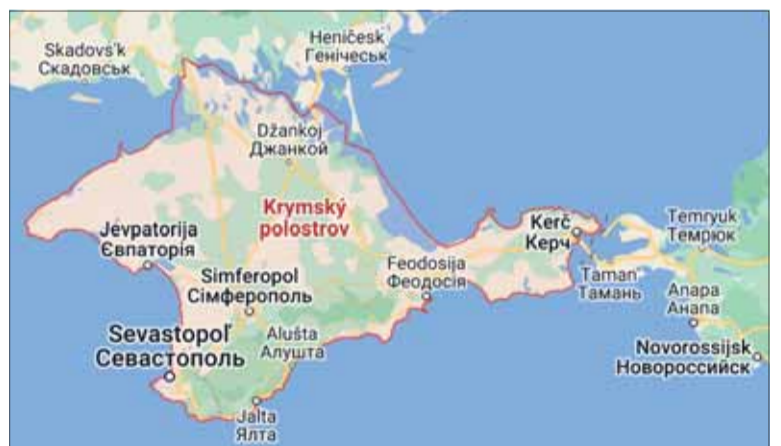 Heničesk
Генічеськ
Skadovs'k
Скадовськ
Džankoj
Джанкой
Krymský
polostrov
Kerč
Керч
Temryuk
Темрюк
Jevpatorija
Євпаторія
Feodosija
Феодосія
Taman'
Тамань
Simferopol
Сімферополь
Anapa
Анапа
Sevastopoľ
Севастополь
Alušta
Алушта
Novorossijsk
Новороссийск
Jalta
Ялта